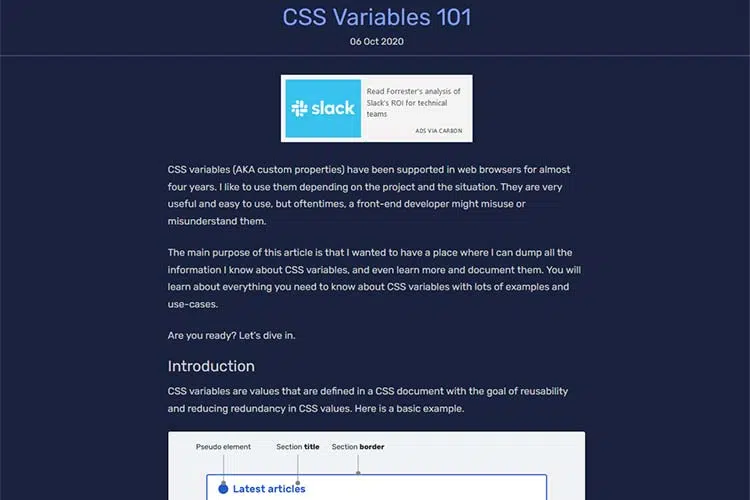 CSS Variables 101
06 Oct 2020
slack
Read Forrester's analysis of
Slack's ROI for technical
teams
ADS VIA CARBON
CSS variables (AKA custom properties) have been supported in web browsers for almost
four years. I like to use them depending on the project and the situation. They are very
useful and easy to use, but oftentimes, a front-end developer might misuse or
misunderstand them.
The main purpose of this article is that I wanted to have a place where I can dump all the
information I know about CSS variables, and even learn more and document them. You will
learn about everything you need to know about CSS variables with lots of examples and
use-cases.
Are you ready? Let's dive in.
Introduction
CSS variables are values that are defined in a CSS document with the goal of reusability
and reducing redundancy in CSS values. Here is a basic example.
Pseudo element Section title Section border
Latest articles